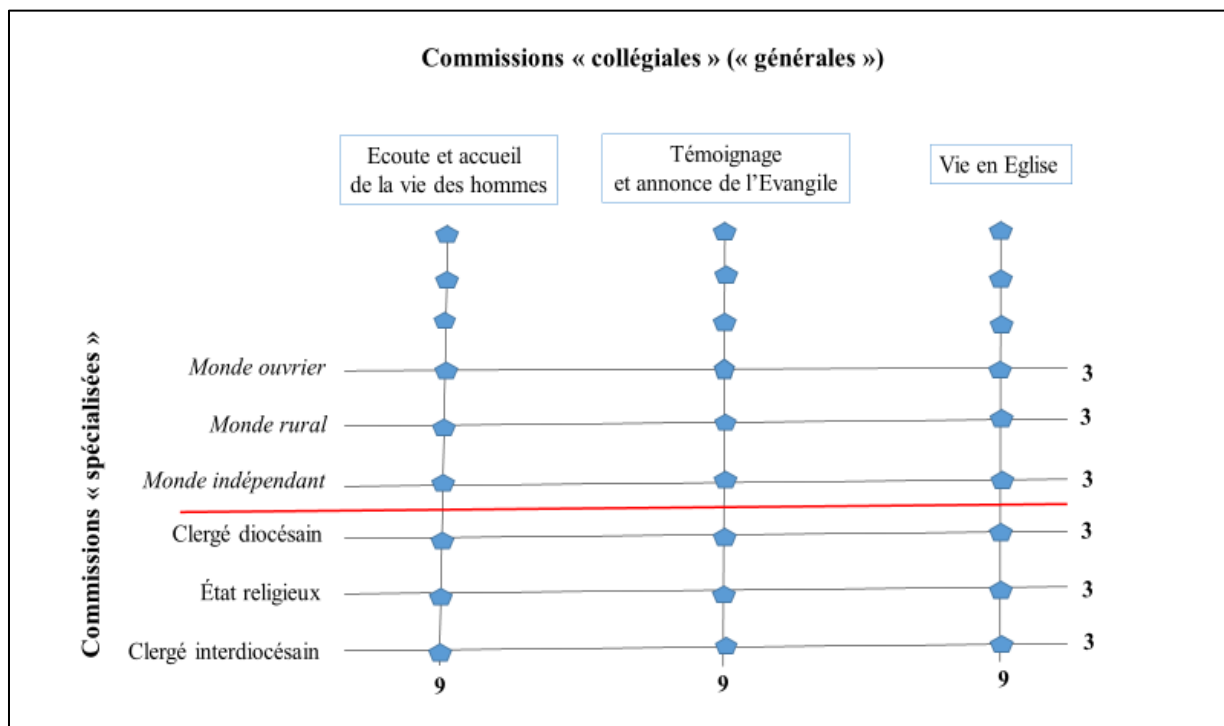 Commissions « collégiales » (« générales »)
Ecoute et accueil
de la vie des hommes
Témoignage
et annonce de l’Evangile
Vie en Eglise
Commissions « spécialisées »
Monde ouvrier
3
Monde rural
3
Monde indépendant
3
Clergé diocésain
3
État religieux
3
Clergé interdiocésain
3
9
9
9